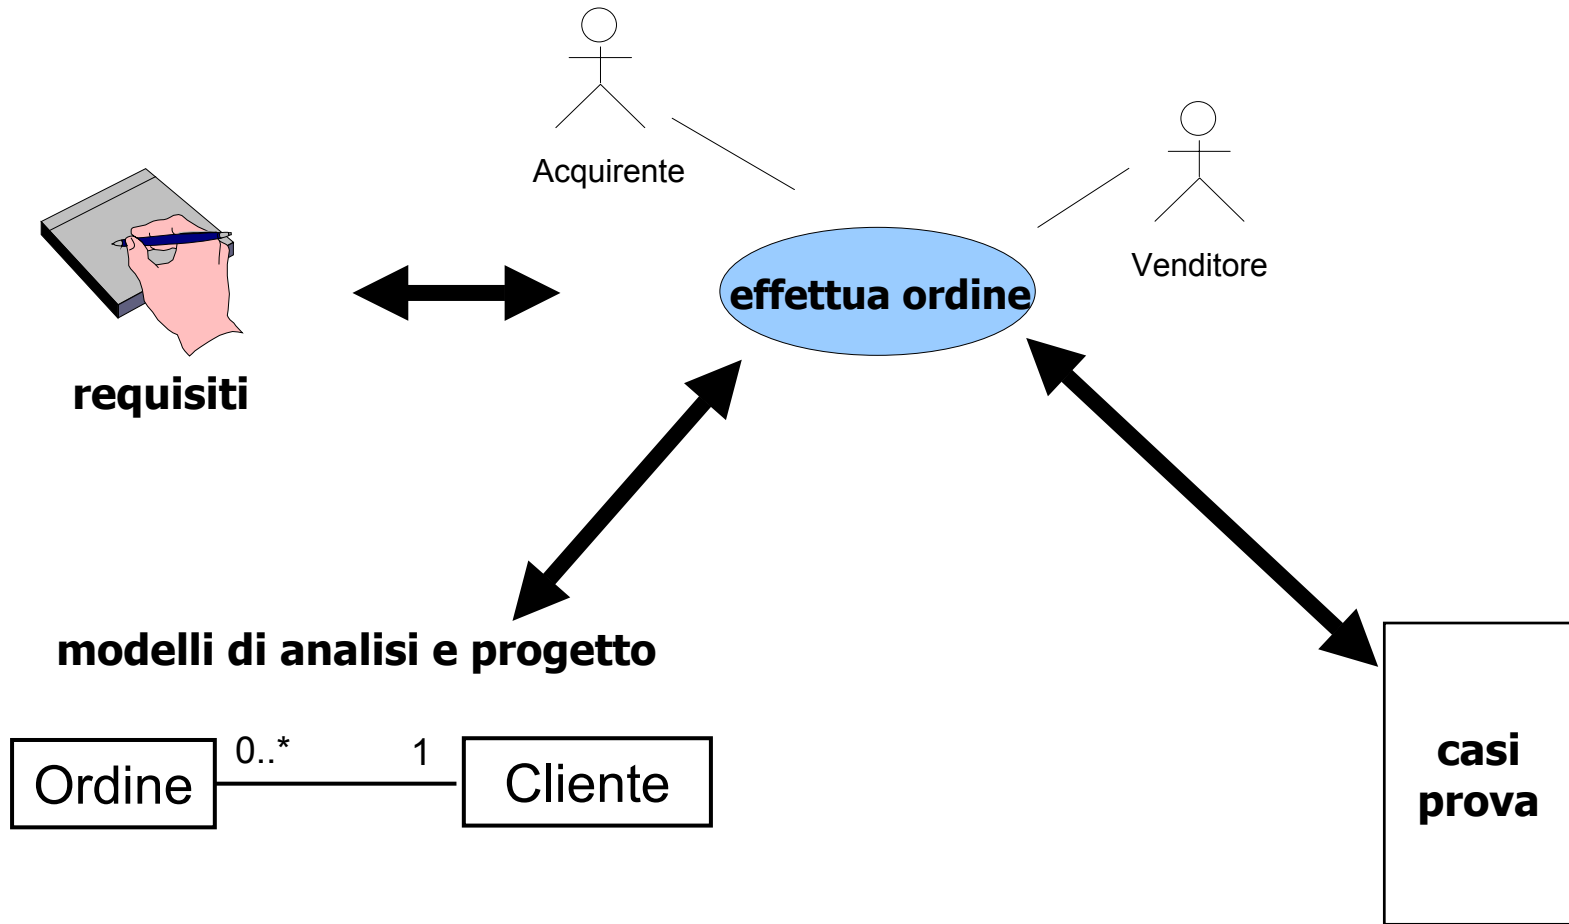 Acquirente
Venditore
effettua ordine
requisiti
modelli di analisi e progetto
0..* 1
Ordine Cliente
casi
prova